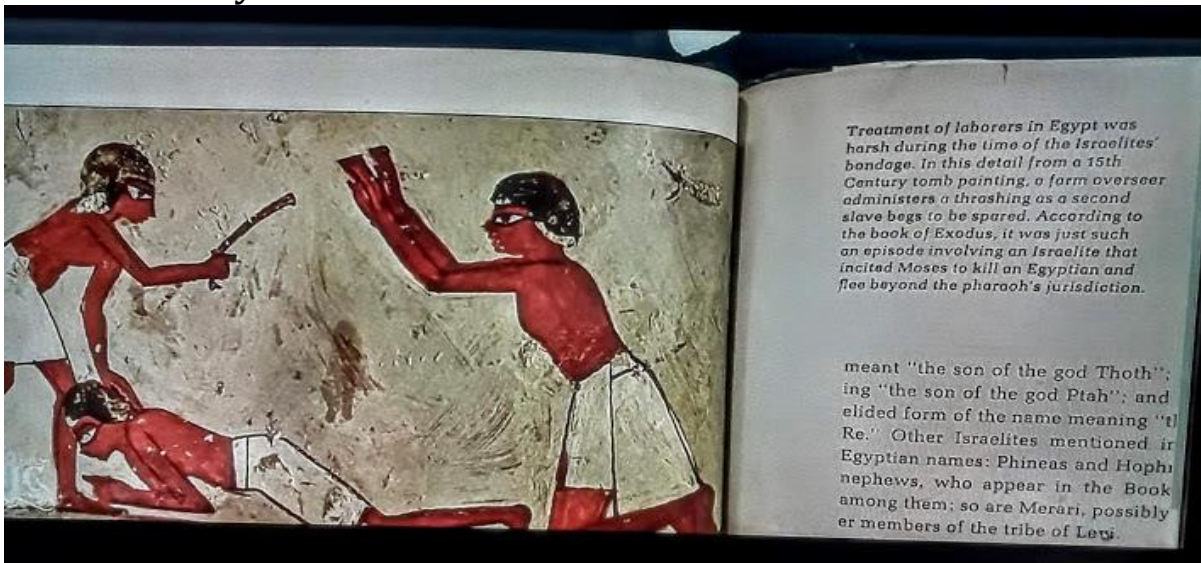 Treatment of laborers in Egypt was
harsh during the time of the Israelites'
bondage. In this detail from a 15th
Century tomb painting, a farm overseer
administers a thrashing as a second
slave begs to be spared. According to
the book of Exodus, it was just such
an episode involving an Israelite that
incited Moses to kill an Egyptian and
flee beyond the pharaoh's jurisdiction.
meant "the son of the god Thoth";
ing "the son of the god Ptah"; and
elided form of the name meaning
Re." Other Israelites mentioned
Egyptian names: Phineas and
nephews, who appear in the Book
among them; so are Merari, possibly
er members of the tribe of Levi.